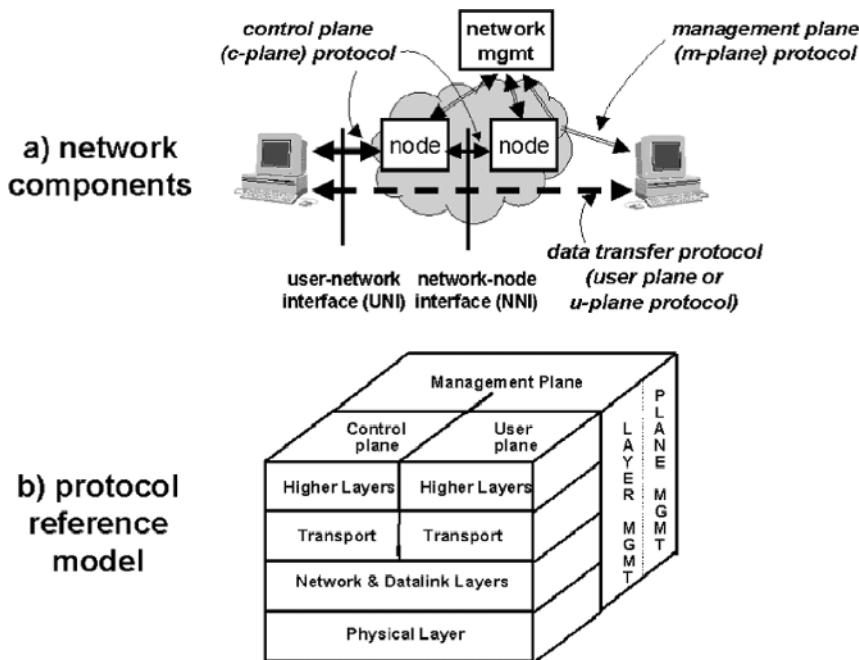 control plane
(c-plane) protocol
network
mgmt
management plane
(m-plane) protocol
a) network
components
node
node
user-network
interface (UNI)
network-node
interface (NNI)
data transfer protocol
(user plane or
u-plane protocol)
b) protocol
reference
model
Management Plane
Control
plane
User
plane
Higher Layers
Higher Layers
Transport
Transport
Network & Datalink Layers
Physical Layer
LAYER MGMT
PLANE MGMT